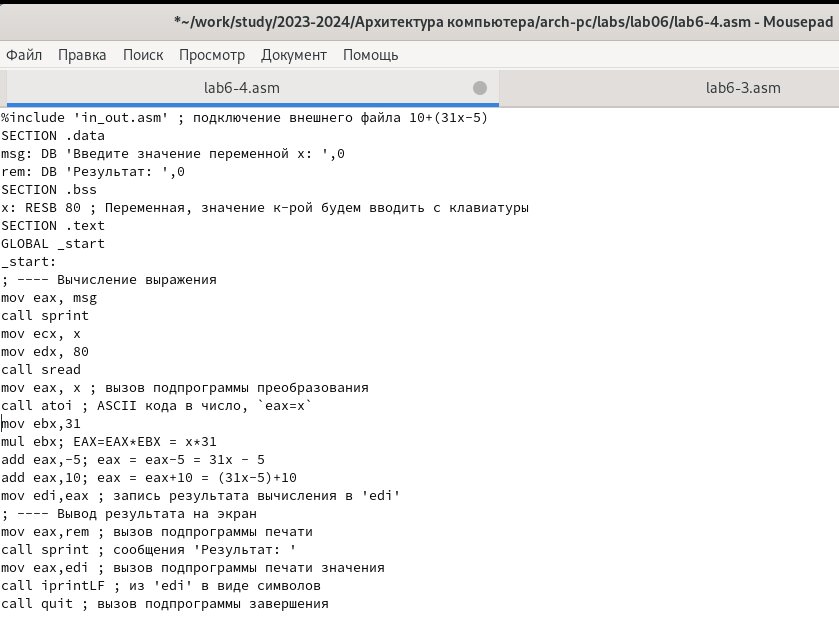 *~/work/study/2023-2024/Архитектура компьютера/arch-pc/labs/lab06/lab6-4.asm - Mousepad
Файл Правка Поиск Просмотр Документ Помощь
lab6-4.asm lab6-3.asm
%include 'in_out.asm' ; подключение внешнего файла 10+(31x-5)
SECTION .data
msg: DB 'Введите значение переменной x: ',0
rem: DB 'Результат: ',0
SECTION .bss
x: RESB 80 ; Переменная, значение к-рой будем вводить с клавиатуры
SECTION .text
GLOBAL _start
_start:
; ---- Вычисление выражения
mov eax, msg
call sprint
mov ecx, x
mov edx, 80
call sread
mov eax, x ; вызов подпрограммы преобразования
call atoi ; ASCII кода в число, `eax=x`
mov ebx,31
mul ebx; EAX=EAX*EBX = x*31
add eax,-5; eax = eax-5 = 31x - 5
add eax,10; eax = eax+10 = (31x-5)+10
mov edi,eax ; запись результата вычисления в 'edi'
; ---- Вывод результата на экран
mov eax,rem ; вызов подпрограммы печати
call sprint ; сообщения 'Результат: '
mov eax,edi ; вызов подпрограммы печати значения
call iprintLF ; из 'edi' в виде символов
call quit ; вызов подпрограммы завершения